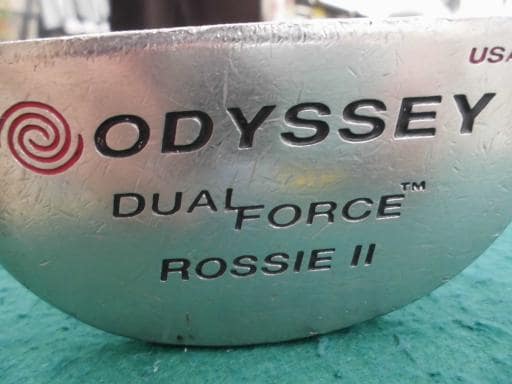 USA
ODYSSEY
DUAL FORCE™
ROSSIE II